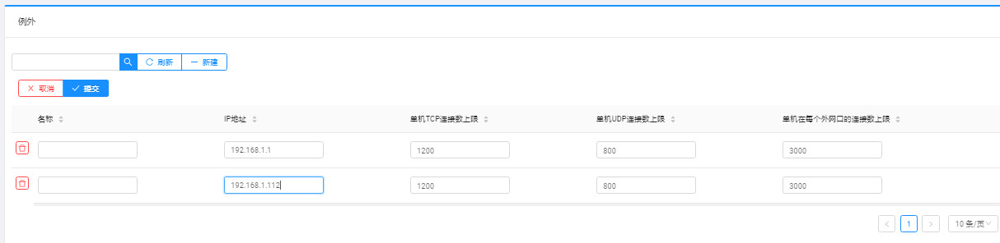 例外
刷新 新建
取消 提交
名称 IP地址 单机TCP连接数上限 单机UDP连接数上限 单机在每个外网口的连接数上限
192.168.1.1 1200 800 3000
192.168.1.112 1200 800 3000
1 10 条/页